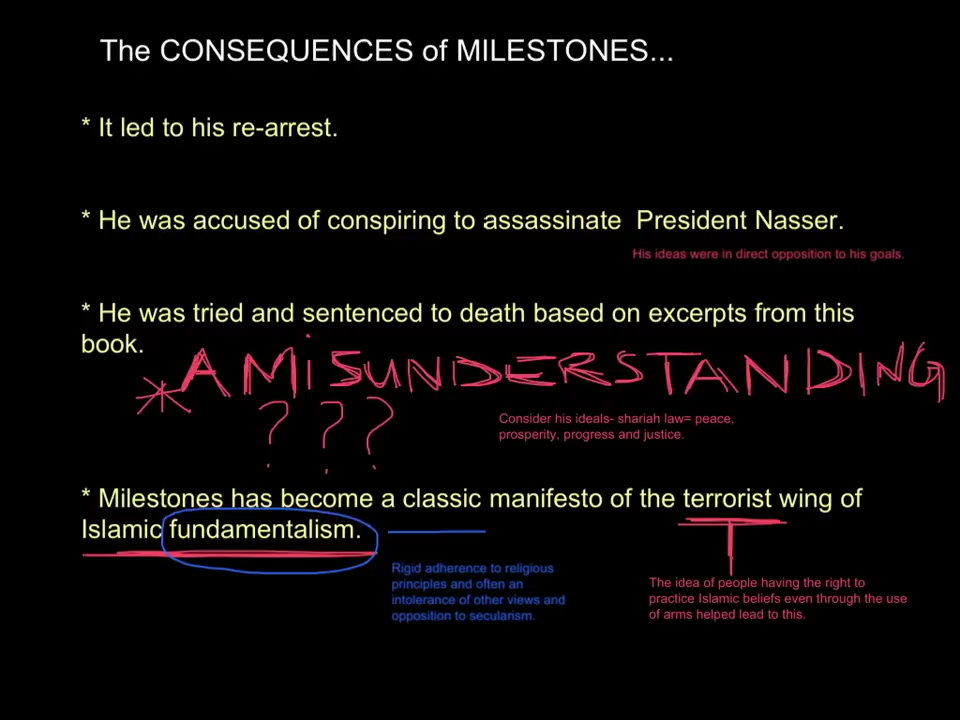 The CONSEQUENCES of MILESTONES...
* It led to his re-arrest.
* He was accused of conspiring to assassinate  President Nasser.
His ideas were in direct opposition to his goals.
* He was tried and sentenced to death based on excerpts from this
book.
* A MISUNDERSTANDING
? ? ?
Consider his ideals- shariah law= peace,
prosperity, progress and justice.
* Milestones has become a classic manifesto of the terrorist wing of
Islamic fundamentalism.
Rigid adherence to religious
principles and often an
intolerance of other views and
opposition to secularism.
The idea of people having the right to
practice Islamic beliefs even through the use
of arms helped lead to this.